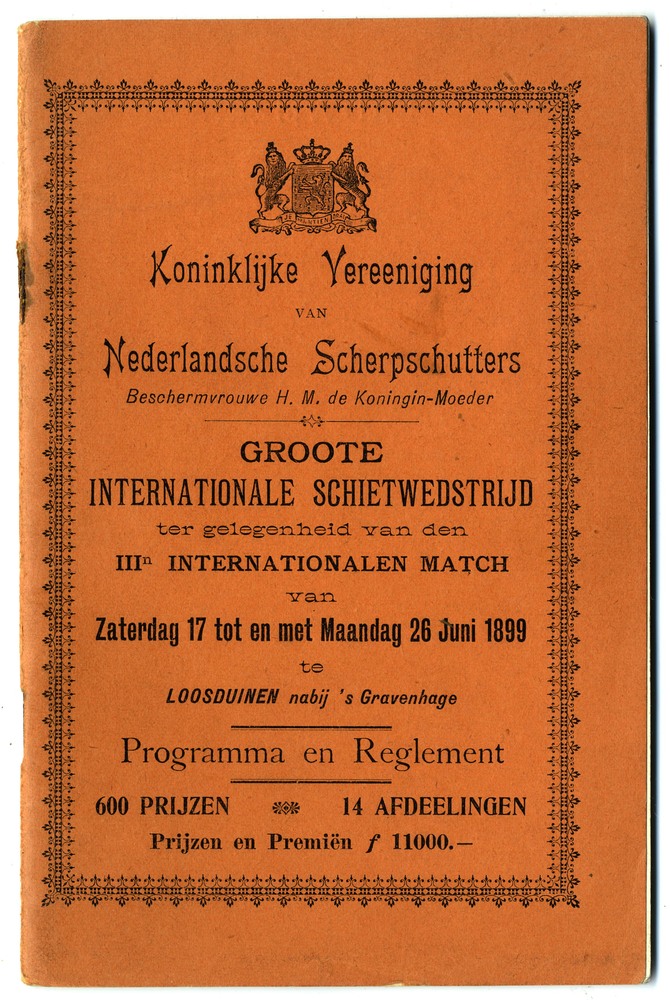 JE MAINTIENDRAI
Koninklijke Vereeniging
VAN
Nederlandsche Scherpschutters
Beschermvrouwe H. M. de Koningin-Moeder
GROOTE
INTERNATIONALE SCHIETWEDSTRIJD
ter gelegenheid van den
IIIⁿ INTERNATIONALEN MATCH
van
Zaterdag 17 tot en met Maandag 26 Juni 1899
te
LOOSDUINEN nabij 's Gravenhage
Programma en Reglement
600 PRIJZEN 14 AFDEELINGEN
Prijzen en Premiën ƒ 11000.—